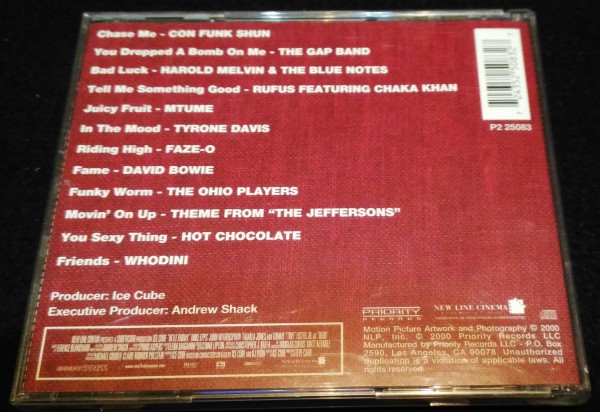 Chase Me - CON FUNK SHUN
You Dropped A Bomb On Me - THE GAP BAND
Bad Luck - HAROLD MELVIN & THE BLUE NOTES
Tell Me Something Good - RUFUS FEATURING CHAKA KHAN
Juicy Fruit - MTUME
In The Mood - TYRONE DAVIS
Riding High - FAZE-O
Fame - DAVID BOWIE
Funky Worm - THE OHIO PLAYERS
Movin' On Up - THEME FROM "THE JEFFERSONS"
You Sexy Thing - HOT CHOCOLATE
Friends - WHODINI
P2 25083
Producer: Ice Cube
Executive Producer: Andrew Shack
PRIORITY
RECORDS
NEW LINE CINEMA
Motion Picture Artwork and Photography © 2000
NLP, Inc. © 2000 Priority Records LLC
Manufactured by Priority Records LLC - P.O. Box
2590, Los Angeles, CA 90078. Unauthorized
duplication is a violation of applicable laws. All
rights reserved.